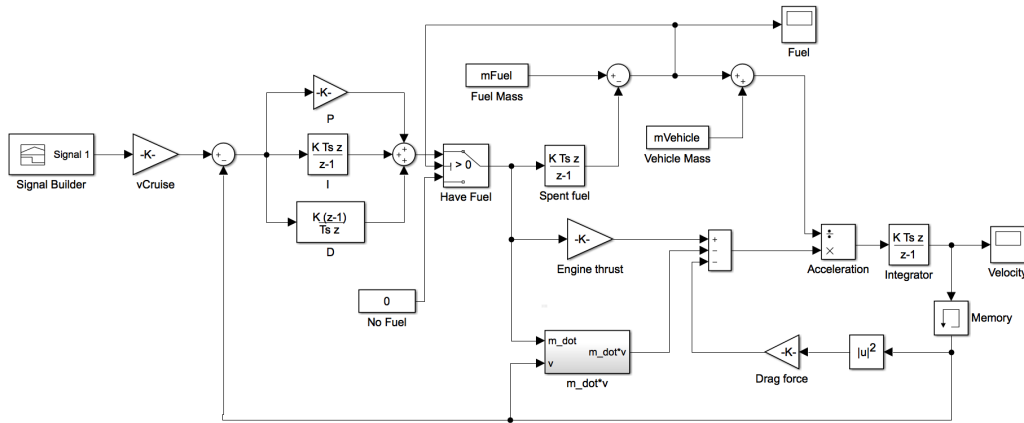 Fuel
mFuel
Fuel Mass
+
−
+
+
-K-
P
mVehicle
Vehicle Mass
Signal 1
Signal Builder
-K-
vCruise
+
−
K Ts z
z-1
I
+
+
+
> 0
Have Fuel
K Ts z
z-1
Spent fuel
K (z-1)
Ts z
D
-K-
Engine thrust
+
−
−
÷
×
Acceleration
K Ts z
z-1
Integrator
Velocity
0
No Fuel
Memory
m_dot
v
m_dot*v
m_dot*v
-K-
Drag force
|u|2